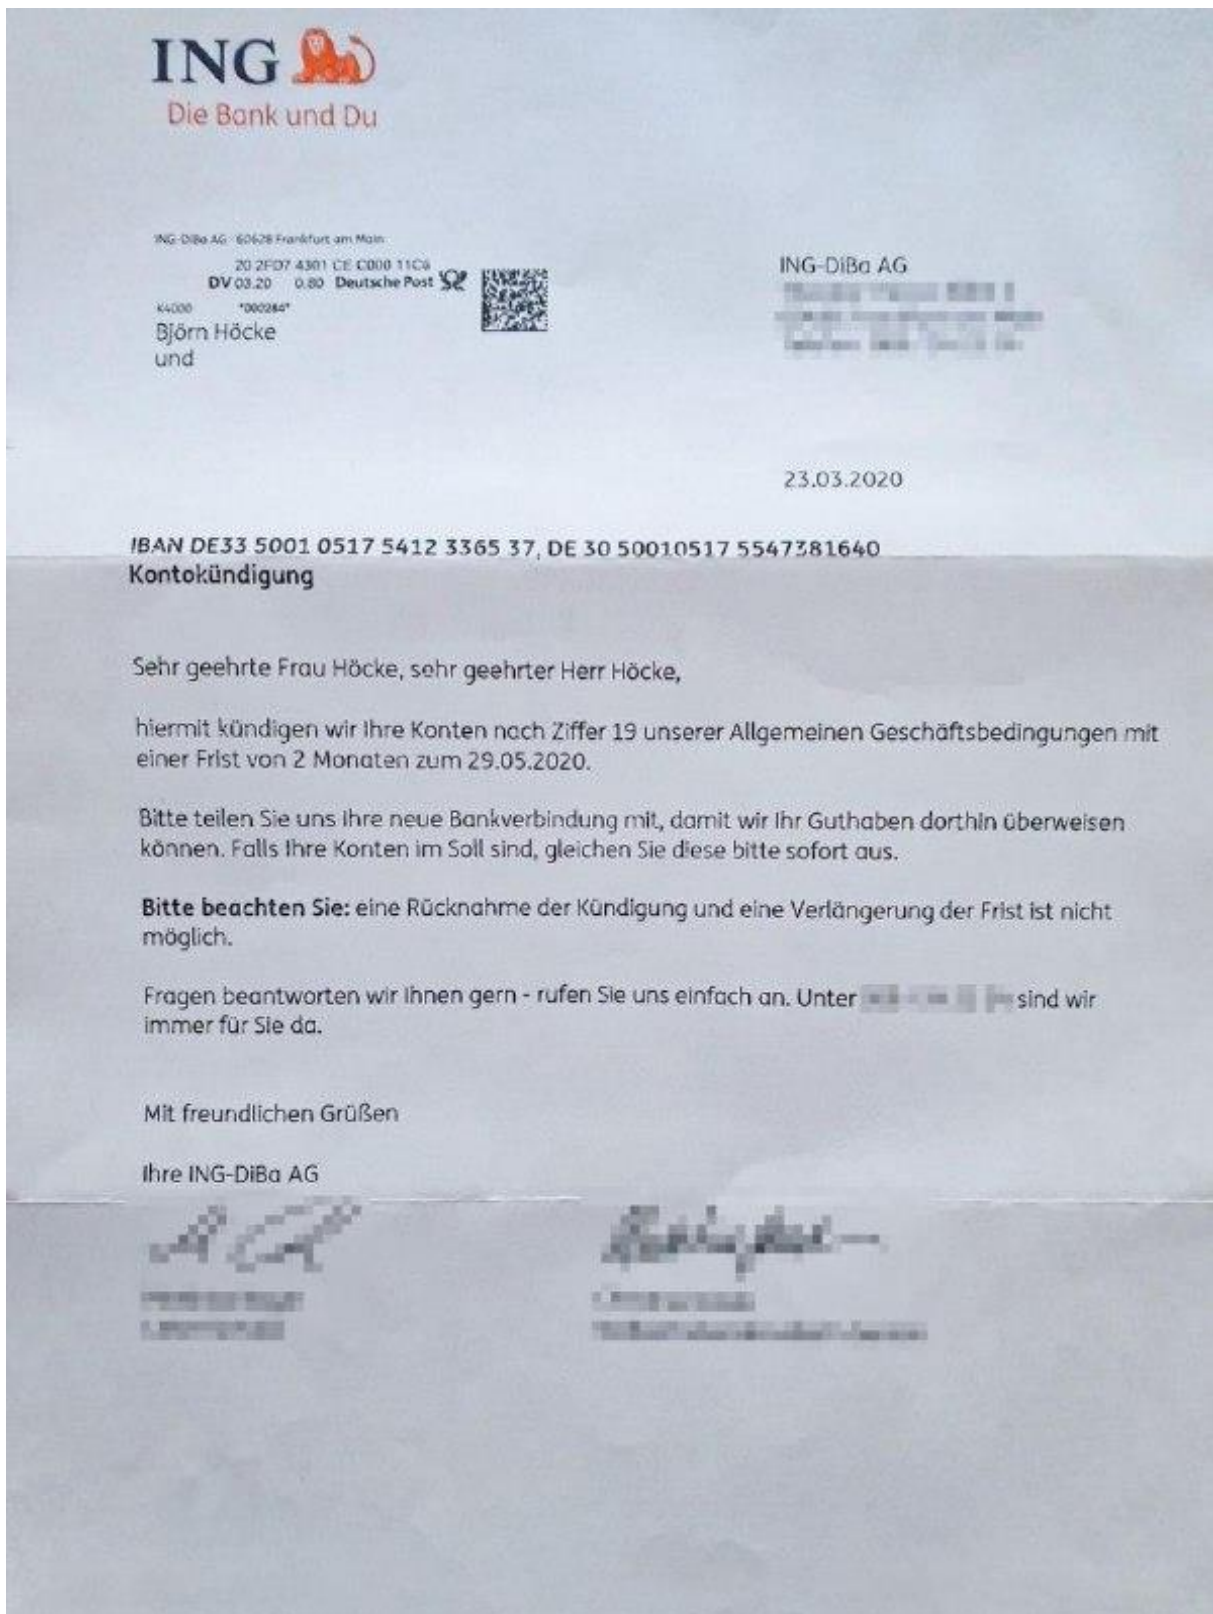 ING
Die Bank und Du
ING-DiBa AG · 60628 Frankfurt am Main
20 2FD7 4301 CE C000 11C6
DV 03.20 0,80 Deutsche Post
K4000 *000284*
Björn Höcke
und
ING-DiBa AG
23.03.2020
IBAN DE33 5001 0517 5412 3365 37, DE 30 50010517 5547381640
Kontokündigung
Sehr geehrte Frau Höcke, sehr geehrter Herr Höcke,
hiermit kündigen wir Ihre Konten nach Ziffer 19 unserer Allgemeinen Geschäftsbedingungen mit
einer Frist von 2 Monaten zum 29.05.2020.
Bitte teilen Sie uns Ihre neue Bankverbindung mit, damit wir Ihr Guthaben dorthin überweisen
können. Falls Ihre Konten im Soll sind, gleichen Sie diese bitte sofort aus.
Bitte beachten Sie: eine Rücknahme der Kündigung und eine Verlängerung der Frist ist nicht
möglich.
Fragen beantworten wir Ihnen gern - rufen Sie uns einfach an. Unter sind wir
immer für Sie da.
Mit freundlichen Grüßen
Ihre ING-DiBa AG